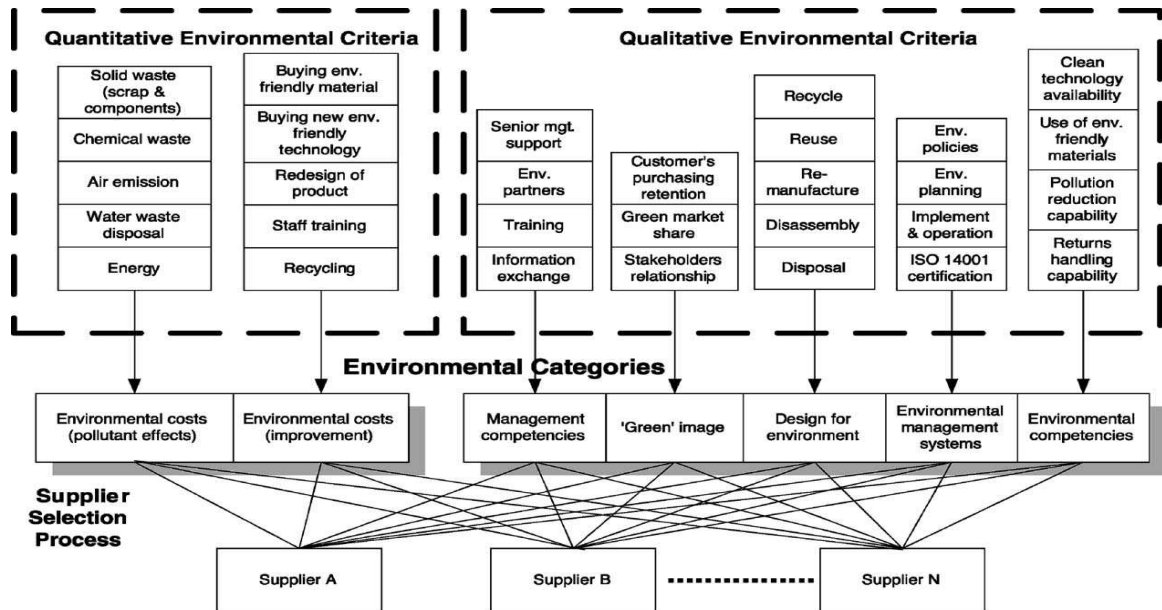 Quantitative Environmental Criteria
Solid waste
(scrap &
components)
Chemical waste
Air emission
Water waste
disposal
Energy
Buying env.
friendly material
Buying new env.
friendly
technology
Redesign of
product
Staff training
Recycling
Qualitative Environmental Criteria
Senior mgt.
support
Env.
partners
Training
Information
exchange
Customer's
purchasing
retention
Green market
share
Stakeholders
relationship
Recycle
Reuse
Re-
manufacture
Disassembly
Disposal
Env.
policies
Env.
planning
Implement
& operation
ISO 14001
certification
Clean
technology
availability
Use of env.
friendly
materials
Pollution
reduction
capability
Returns
handling
capability
Environmental Categories
Environmental costs
(pollutant effects)
Environmental costs
(improvement)
Management
competencies
'Green' image
Design for
environment
Environmental
management
systems
Environmental
competencies
Supplier
Selection
Process
Supplier A
Supplier B
Supplier N